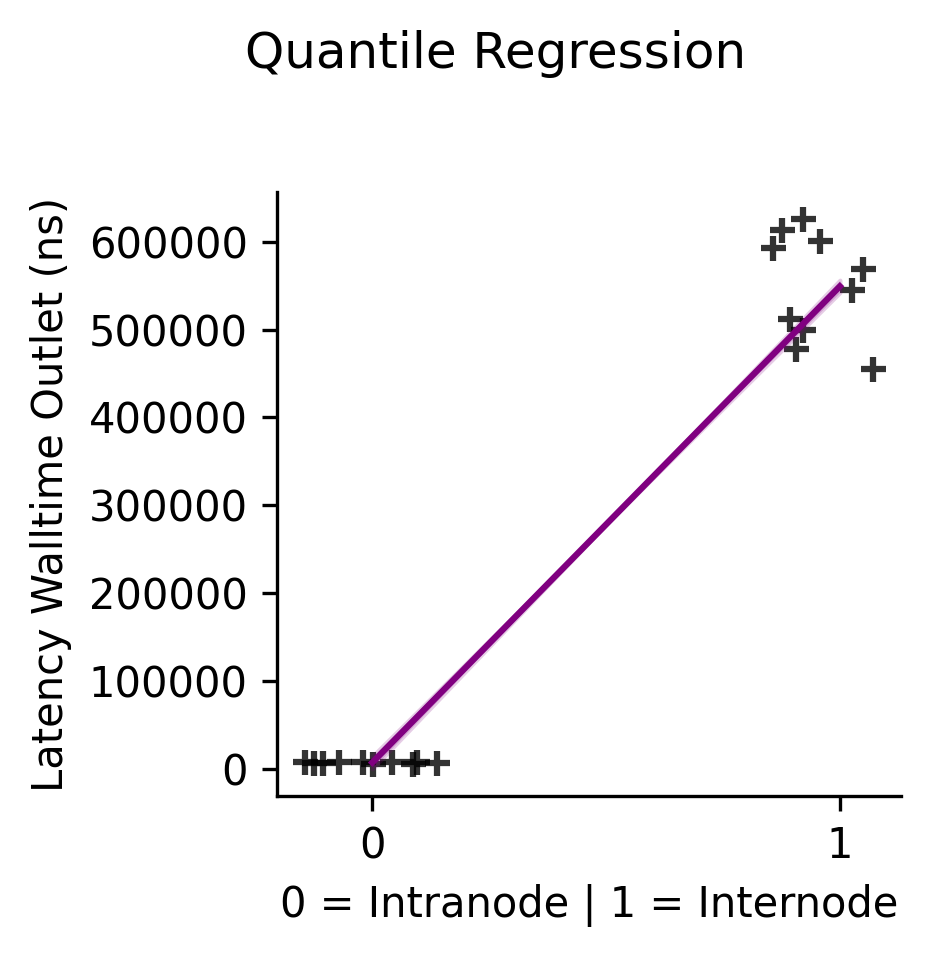 Quantile Regression
Latency Walltime Outlet (ns)
600000
500000
400000
300000
200000
100000
0
0 1
0 = Intranode | 1 = Internode